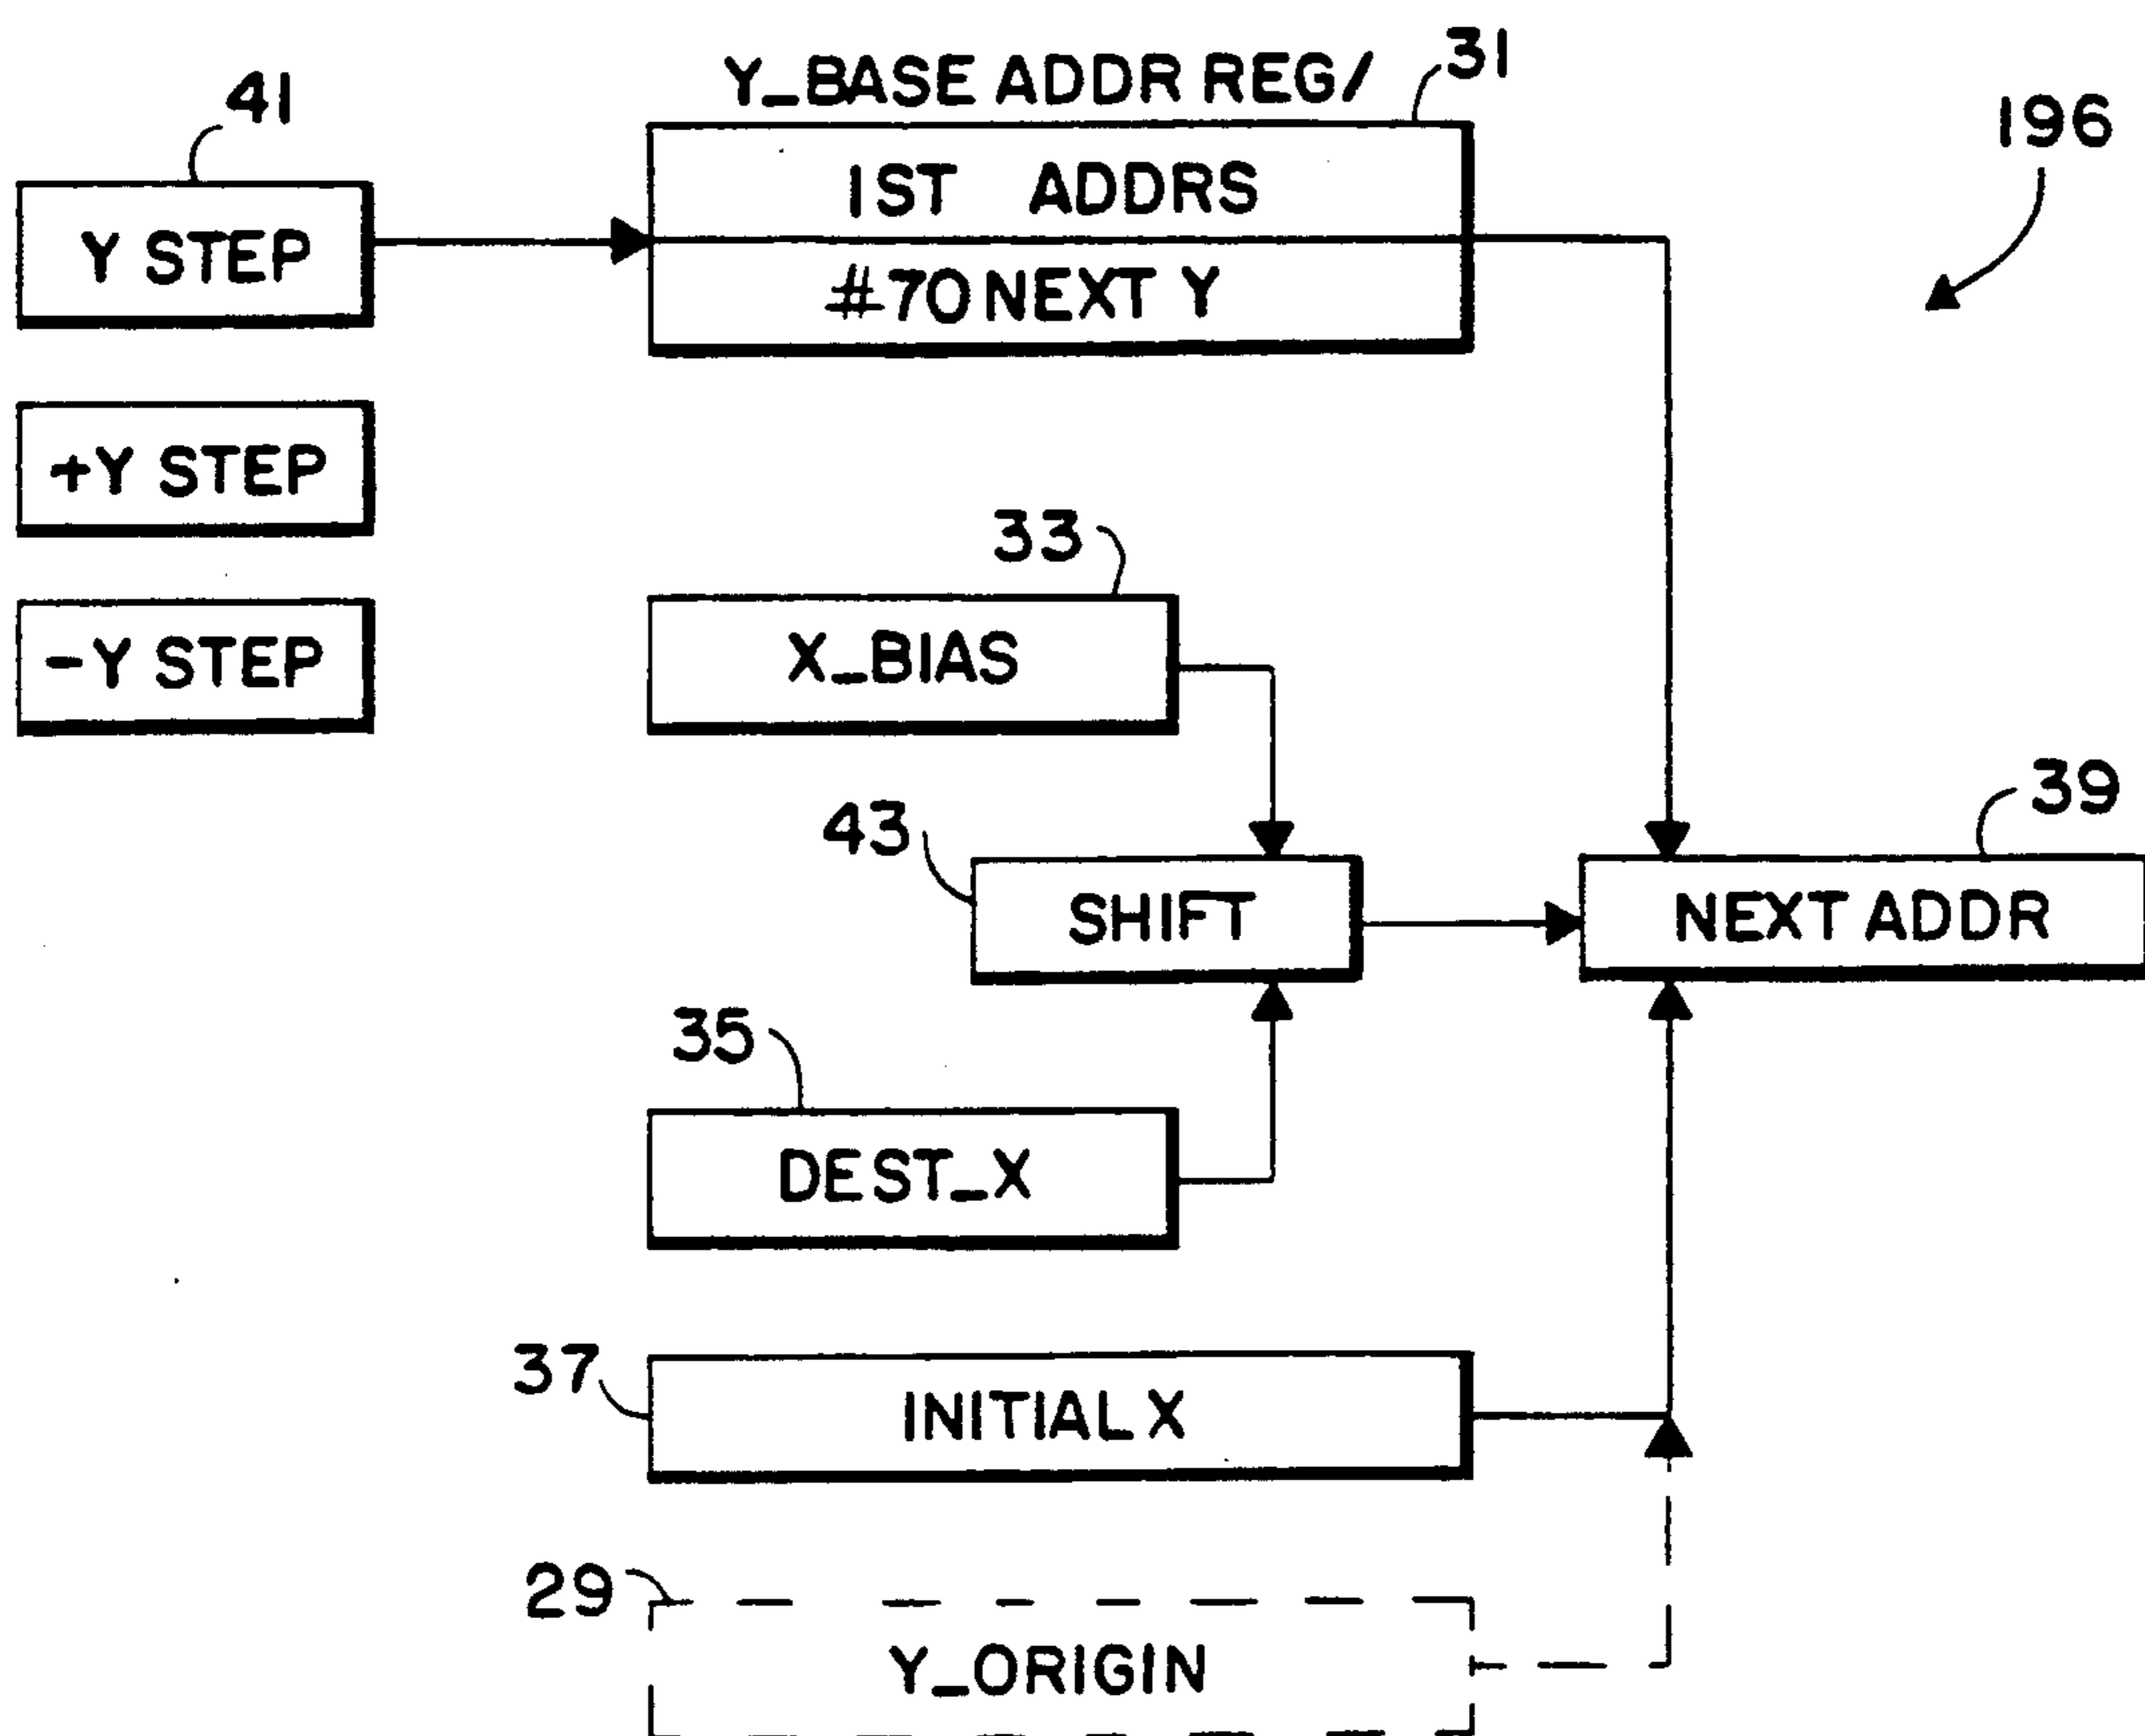 41
Y_BASE ADDR REG/
31
196
Y STEP
1ST ADDRS
#70 NEXT Y
+Y STEP
-Y STEP
33
X_BIAS
43
SHIFT
39
NEXT ADDR
35
DEST_X
37
INITIAL X
29
Y_ORIGIN